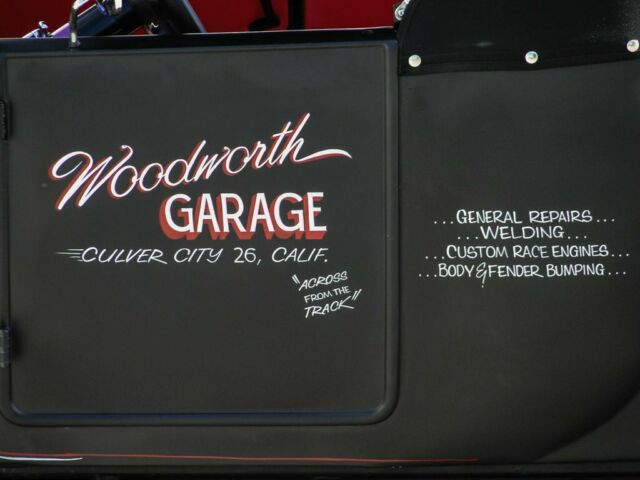 Woodworth
GARAGE
CULVER CITY 26, CALIF.
"ACROSS
FROM THE
TRACK"
...GENERAL REPAIRS...
...WELDING...
...CUSTOM RACE ENGINES...
...BODY & FENDER BUMPING...